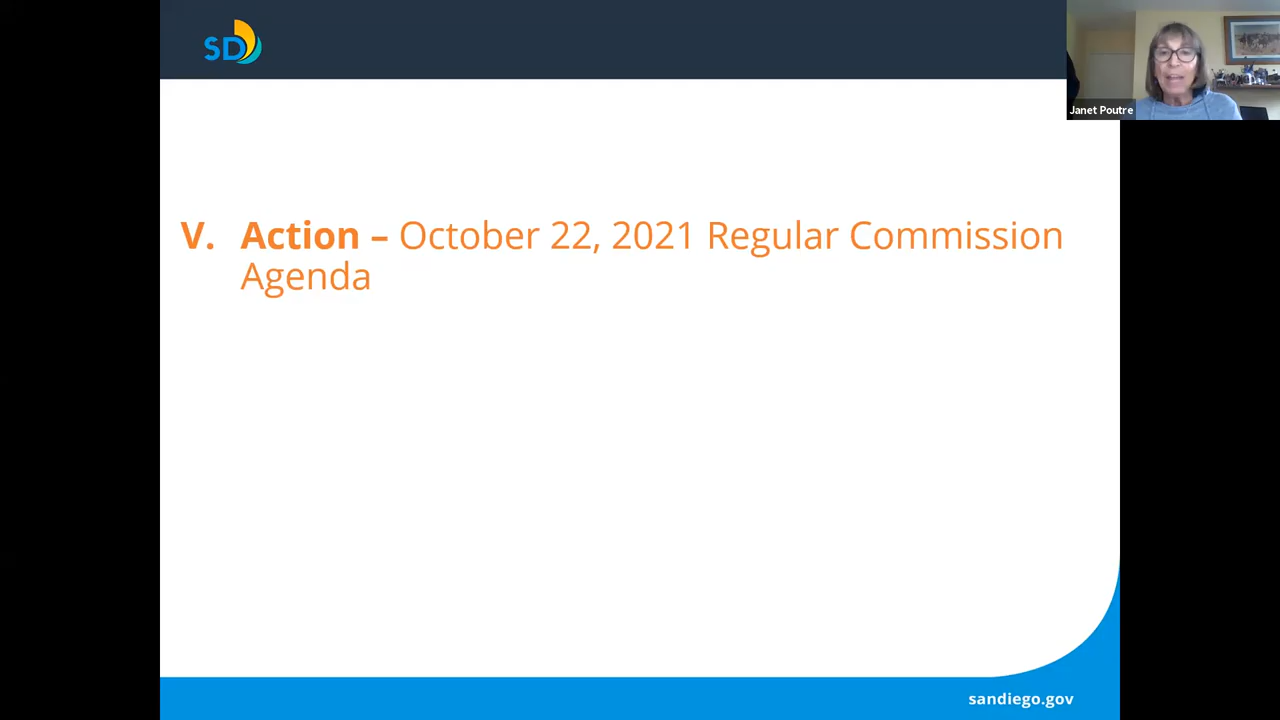 SD
Janet Poutre
V. Action – October 22, 2021 Regular Commission
Agenda
sandiego.gov